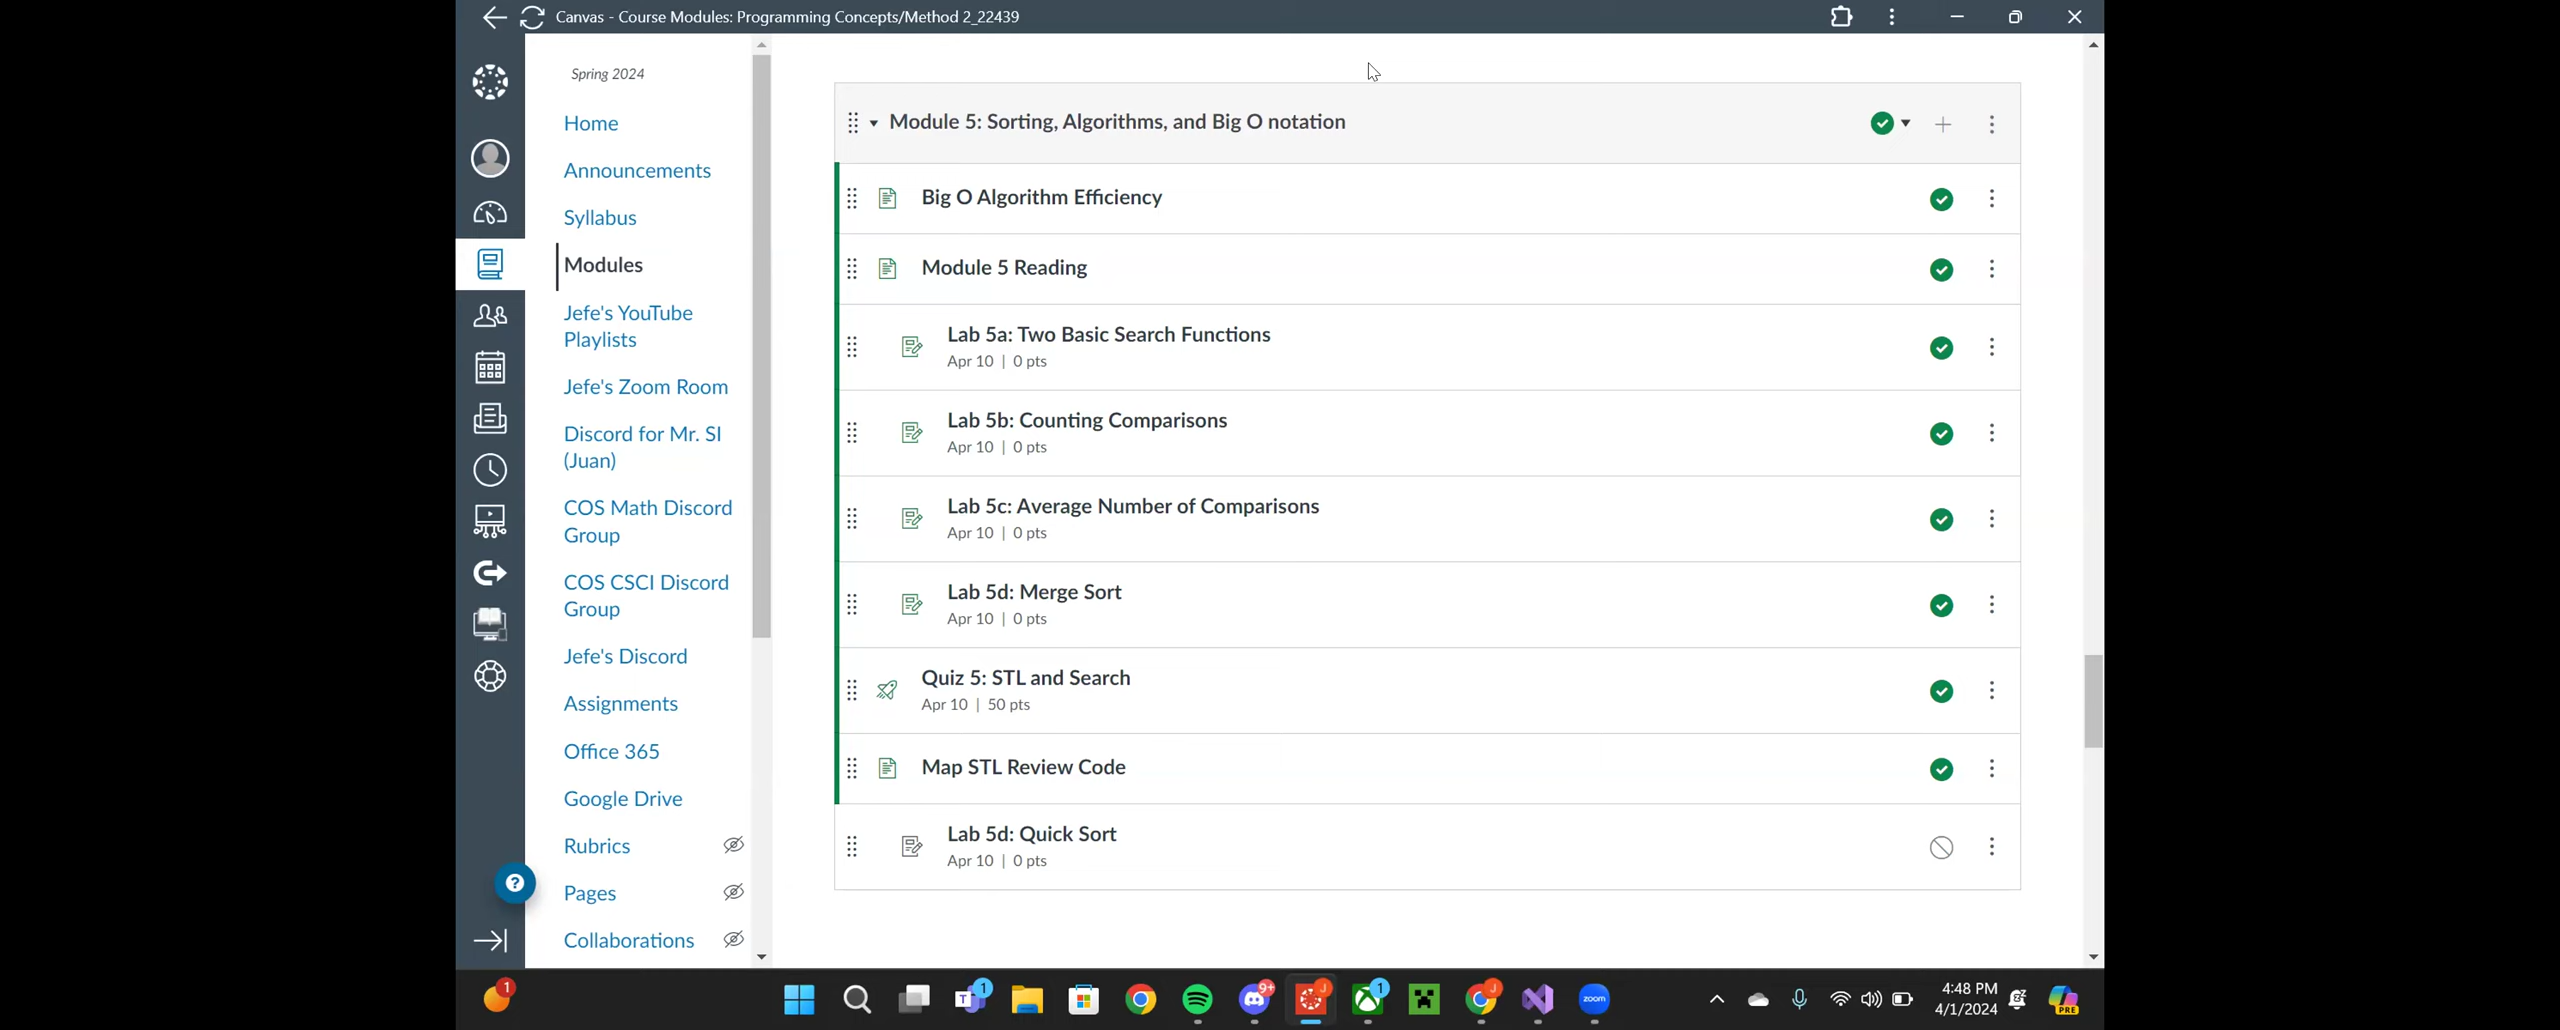 Canvas - Course Modules: Programming Concepts/Method 2_22439
Spring 2024
Home
Announcements
Syllabus
Modules
Jefe's YouTube
Playlists
Jefe's Zoom Room
Discord for Mr. SI
(Juan)
COS Math Discord
Group
COS CSCI Discord
Group
Jefe's Discord
Assignments
Office 365
Google Drive
Rubrics
Pages
Collaborations
Module 5: Sorting, Algorithms, and Big O notation
Big O Algorithm Efficiency
Module 5 Reading
Lab 5a: Two Basic Search Functions
Apr 10 | 0 pts
Lab 5b: Counting Comparisons
Apr 10 | 0 pts
Lab 5c: Average Number of Comparisons
Apr 10 | 0 pts
Lab 5d: Merge Sort
Apr 10 | 0 pts
Quiz 5: STL and Search
Apr 10 | 50 pts
Map STL Review Code
Lab 5d: Quick Sort
Apr 10 | 0 pts
?
1
T 1
9+
J
1
J
zoom
4:48 PM
4/1/2024
PRE